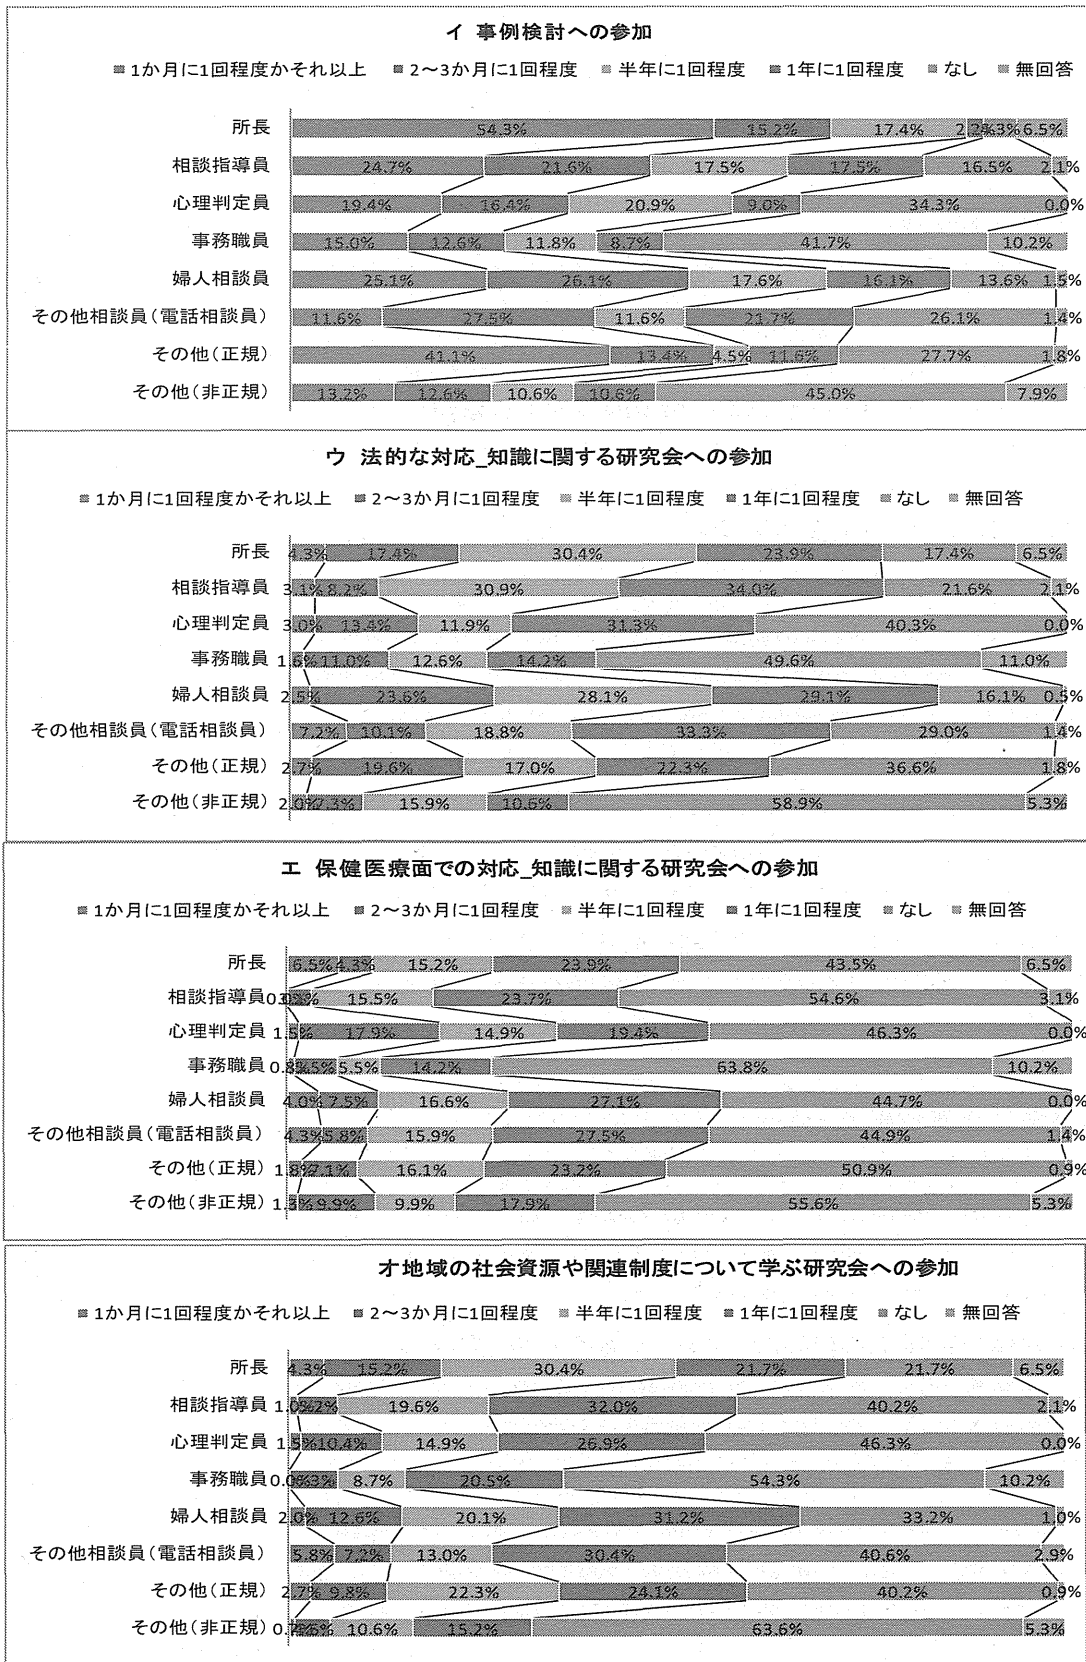 イ 事例検討への参加
■ 1か月に1回程度かそれ以上 ■ 2～3か月に1回程度 ■ 半年に1回程度 ■ 1年に1回程度 ■ なし ■ 無回答
所長 54.3% 15.2% 17.4% 6.5%
相談指導員 24.7% 21.6% 17.5% 17.5% 16.5% 2.1%
心理判定員 19.4% 16.4% 20.9% 9.0% 34.3% 0.0%
事務職員 15.0% 12.6% 11.8% 8.7% 41.7% 10.2%
婦人相談員 25.1% 26.1% 17.6% 16.1% 13.6% 1.5%
その他相談員(電話相談員) 11.6% 27.5% 11.6% 21.7% 26.1% 1.4%
その他(正規) 41.1% 13.4% 4.5% 11.6% 27.7% 1.8%
その他(非正規) 13.2% 12.6% 10.6% 10.6% 45.0% 7.9%
ウ 法的な対応_知識に関する研究会への参加
■ 1か月に1回程度かそれ以上 ■ 2～3か月に1回程度 ■ 半年に1回程度 ■ 1年に1回程度 ■ なし ■ 無回答
所長 4.3% 17.4% 30.4% 23.9% 17.4% 6.5%
相談指導員 3.1% 8.2% 30.9% 34.0% 21.6% 2.1%
心理判定員 3.0% 13.4% 11.9% 31.3% 40.3% 0.0%
事務職員 1.6% 11.0% 12.6% 14.2% 49.6% 11.0%
婦人相談員 2.5% 23.6% 28.1% 29.1% 16.1% 0.5%
その他相談員(電話相談員) 7.2% 10.1% 18.8% 33.3% 29.0% 1.4%
その他(正規) 2.7% 19.6% 17.0% 22.3% 36.6% 1.8%
その他(非正規) 2.0% 7.3% 15.9% 10.6% 58.9% 5.3%
エ 保健医療面での対応_知識に関する研究会への参加
■ 1か月に1回程度かそれ以上 ■ 2～3か月に1回程度 ■ 半年に1回程度 ■ 1年に1回程度 ■ なし ■ 無回答
所長 6.5% 4.3% 15.2% 23.9% 43.5% 6.5%
相談指導員 15.5% 23.7% 54.6% 3.1%
心理判定員 1.5% 17.9% 14.9% 19.4% 46.3% 0.0%
事務職員 0.8% 5.5% 14.2% 63.8% 10.2%
婦人相談員 4.0% 7.5% 16.6% 27.1% 44.7% 0.0%
その他相談員(電話相談員) 4.3% 5.8% 15.9% 27.5% 44.9% 1.4%
その他(正規) 1.8% 7.1% 16.1% 23.2% 50.9% 0.9%
その他(非正規) 1.3% 9.9% 9.9% 17.9% 55.6% 5.3%
オ地域の社会資源や関連制度について学ぶ研究会への参加
■ 1か月に1回程度かそれ以上 ■ 2～3か月に1回程度 ■ 半年に1回程度 ■ 1年に1回程度 ■ なし ■ 無回答
所長 4.3% 15.2% 30.4% 21.7% 21.7% 6.5%
相談指導員 1.0% 19.6% 32.0% 40.2% 2.1%
心理判定員 1.5% 10.4% 14.9% 26.9% 46.3% 0.0%
事務職員 8.7% 20.5% 54.3% 10.2%
婦人相談員 2.0% 12.6% 20.1% 31.2% 33.2% 1.0%
その他相談員(電話相談員) 5.8% 7.2% 13.0% 30.4% 40.6% 2.9%
その他(正規) 2.7% 9.8% 22.3% 24.1% 40.2% 0.9%
その他(非正規) 10.6% 15.2% 63.6% 5.3%